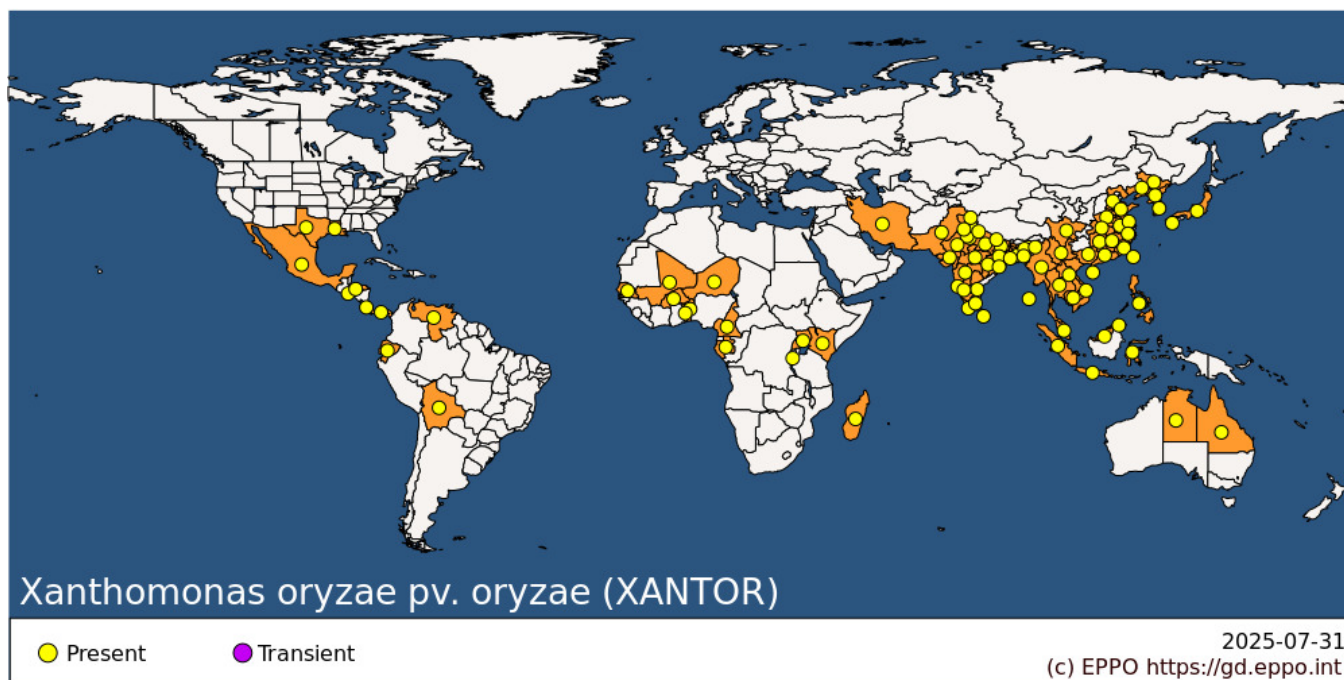 Xanthomonas oryzae pv. oryzae (XANTOR)
Present
Transient
2025-07-31
(c) EPPO https://gd.eppo.int